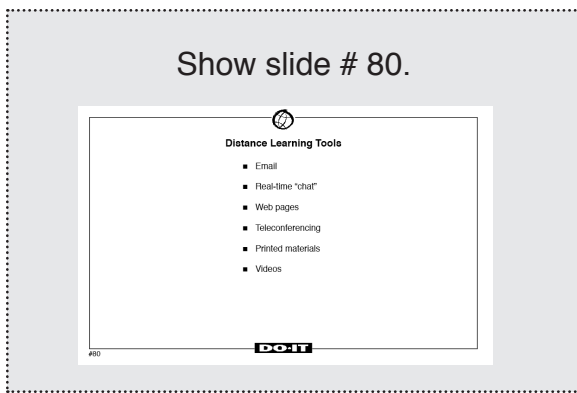 Show slide # 80.
Distance Learning Tools
■ Email
■ Real-time “chat”
■ Web pages
■ Teleconferencing
■ Printed materials
■ Videos
DO-IT
#80